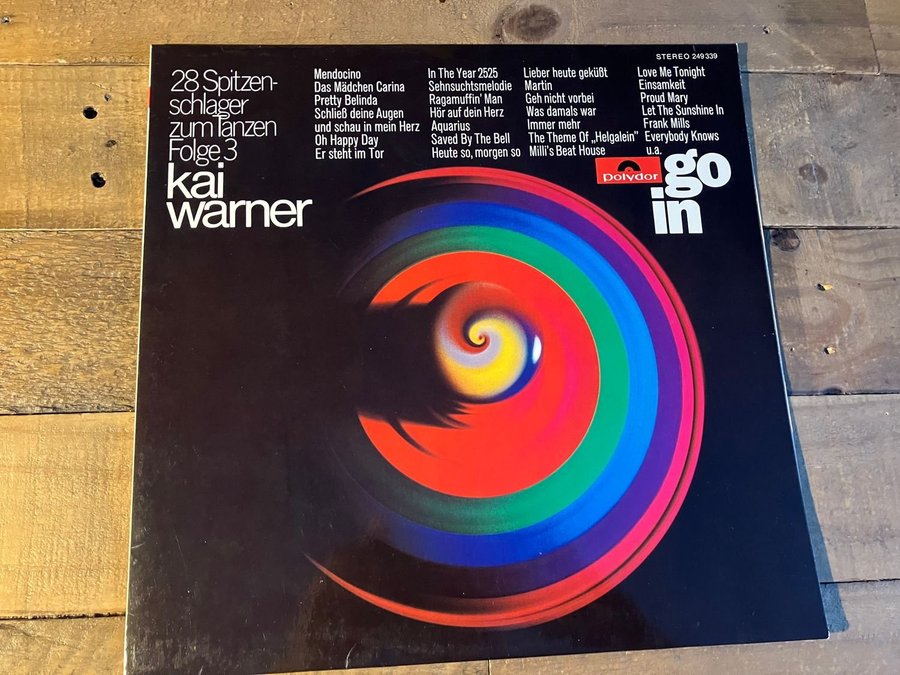 STEREO 249 339
28 Spitzen-
schlager
zum Tanzen
Folge 3
kai
warner
Mendocino
Das Mädchen Carina
Pretty Belinda
Schließ deine Augen
und schau in mein Herz
Oh Happy Day
Er steht im Tor
In The Year 2525
Sehnsuchtsmelodie
Ragamuffin' Man
Hör auf dein Herz
Aquarius
Saved By The Bell
Heute so, morgen so
Lieber heute geküßt
Martin
Geh nicht vorbei
Was damals war
Immer mehr
The Theme Of „Helgalein"
Milli's Beat House
Love Me Tonight
Einsamkeit
Proud Mary
Let The Sunshine In
Frank Mills
Everybody Knows
u.a.
Polydor
go
in